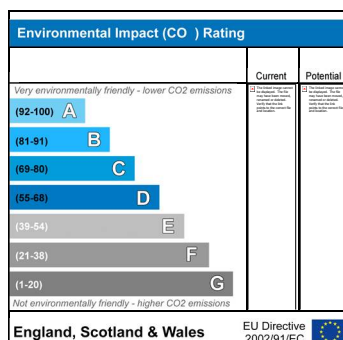 Environmental Impact (CO ) Rating
Current Potential
Very environmentally friendly - lower CO2 emissions
(92-100) A
(81-91) B
(69-80) C
(55-68) D
(39-54) E
(21-38) F
(1-20) G
Not environmentally friendly - higher CO2 emissions
England, Scotland & Wales
EU Directive
2002/91/EC